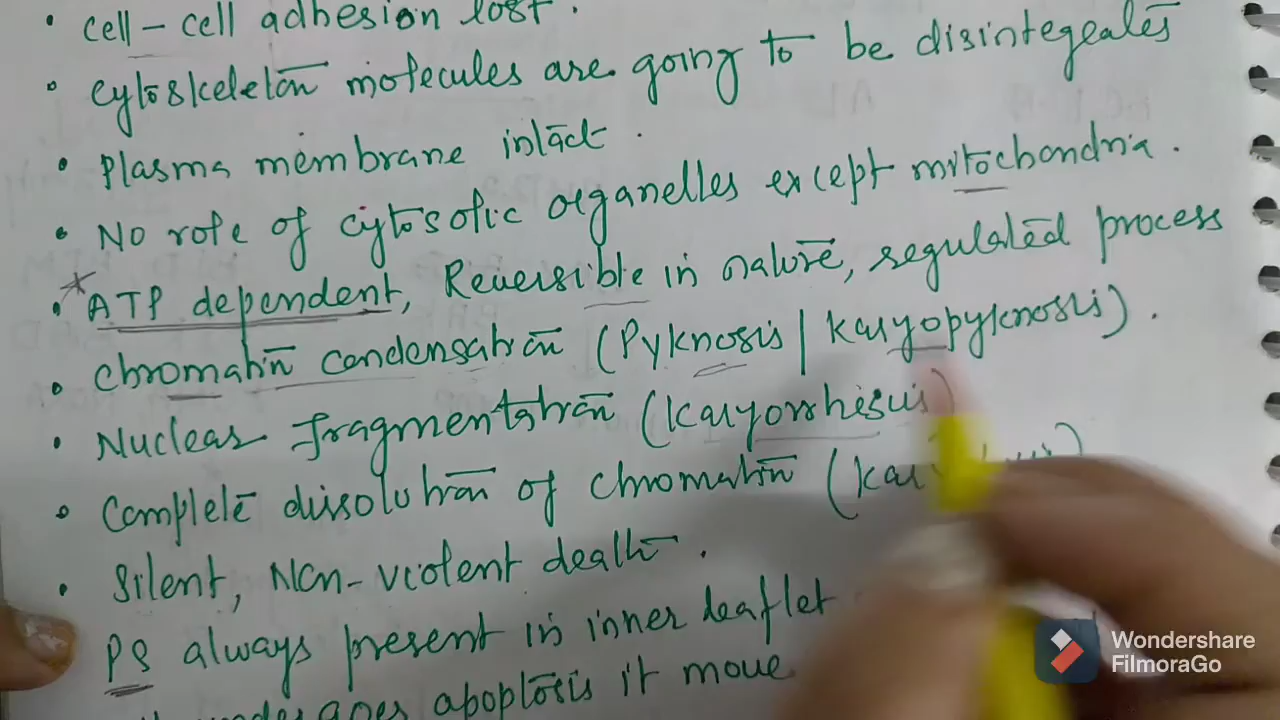 • cell-cell adhesion lost.
• Cytoskeleton molecules are going to be disintegeates
• Plasma membrane intact.
• No role of cytosolic organelles except mitochondria.
• ATP dependent, Reversible in nature, regulated process
• Chromatin condensation (Pyknosis | Karyopyknosis).
• Nuclear fragmentation (Karyorrhesis)
• Complete dissolution of chromatin (
• Silent, Non-violent death.
PS always present in inner leaflet
apoptosis it move
Wondershare
FilmoraGo